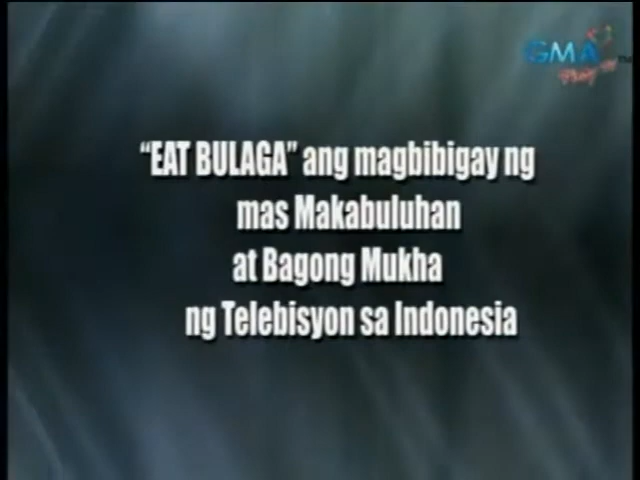 GMA
"EAT BULAGA" ang magbibigay ng
mas Makabuluhan
at Bagong Mukha
ng Telebisyon sa Indonesia